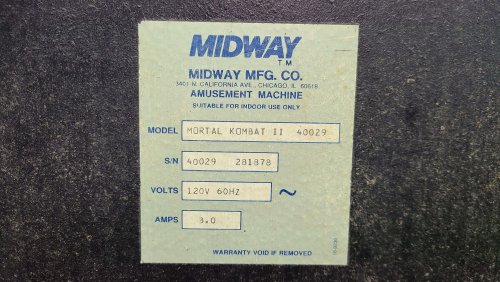 MIDWAY
TM
MIDWAY MFG. CO.
3401 N. CALIFORNIA AVE., CHICAGO, IL 60618
AMUSEMENT MACHINE
SUITABLE FOR INDOOR USE ONLY
MODEL MORTAL KOMBAT II 40029
S/N 40029 281878
VOLTS 120V 60HZ ~
AMPS 3.0
WARRANTY VOID IF REMOVED